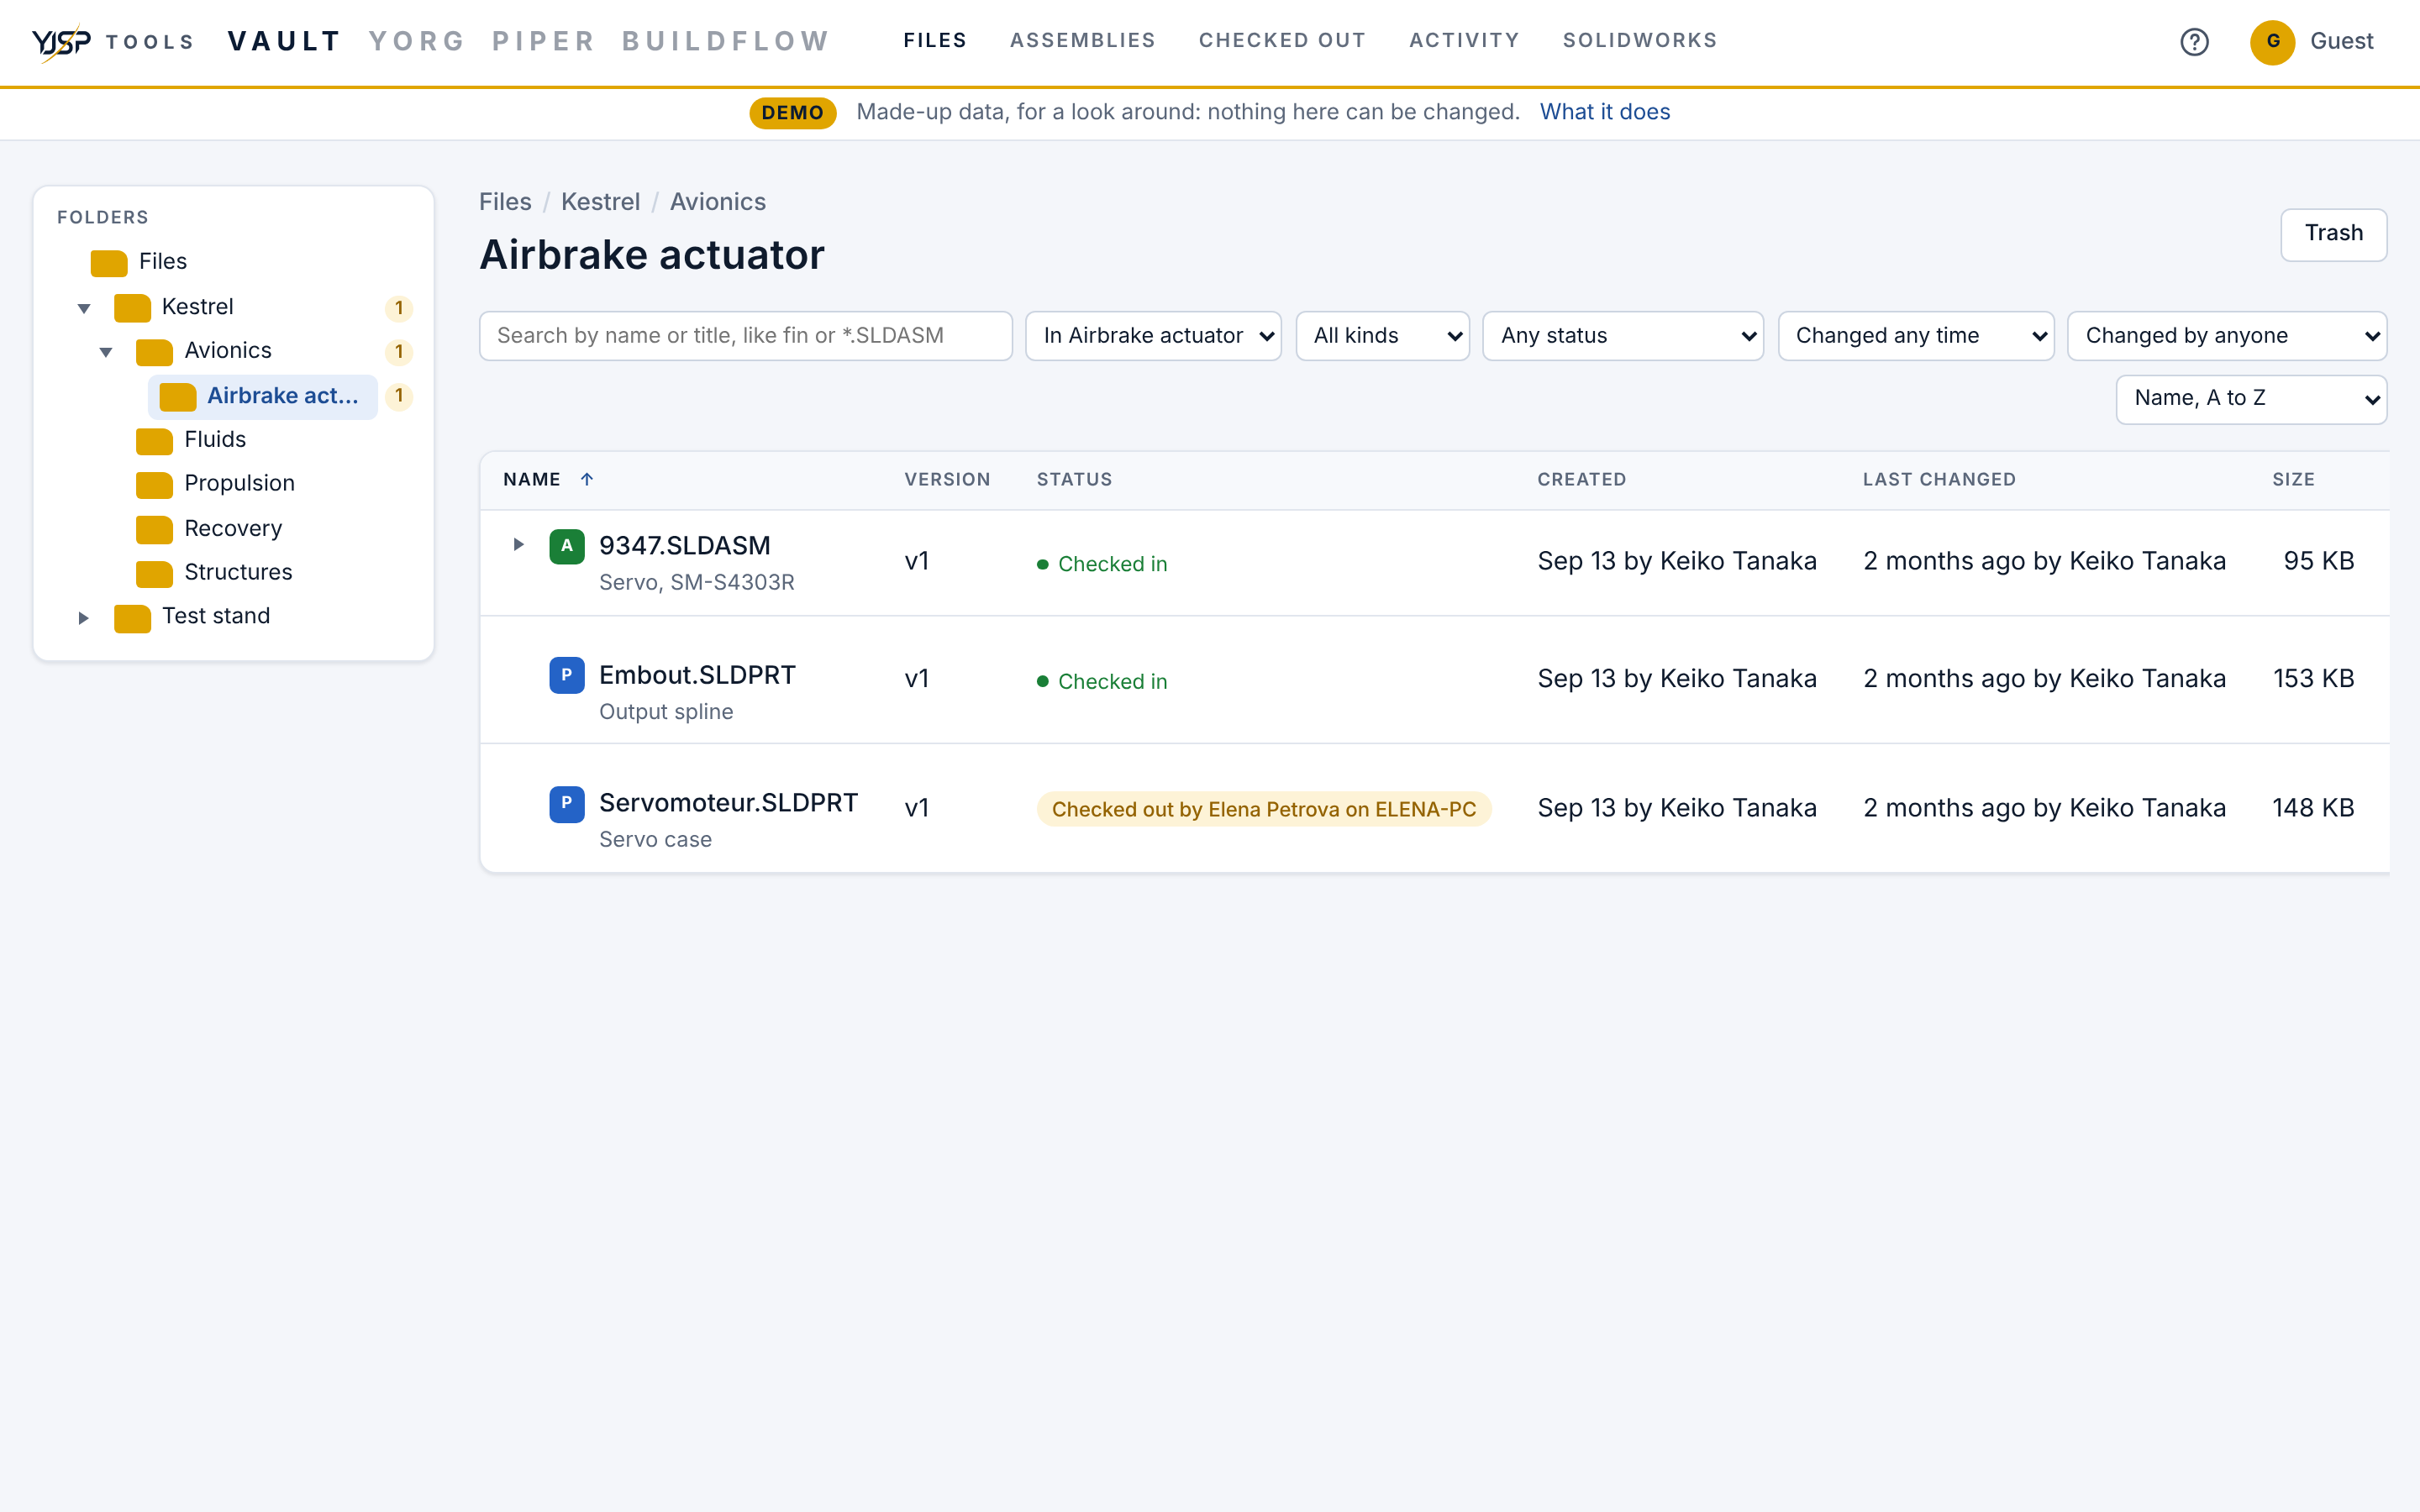 YJSP TOOLS VAULT YORG PIPER BUILDFLOW FILES ASSEMBLIES CHECKED OUT ACTIVITY SOLIDWORKS ? G Guest
DEMO Made-up data, for a look around: nothing here can be changed. What it does
FOLDERS
Files
Kestrel 1
Avionics 1
Airbrake act... 1
Fluids
Propulsion
Recovery
Structures
Test stand
Files / Kestrel / Avionics
Airbrake actuator
Trash
Search by name or title, like fin or *.SLDASM In Airbrake actuator All kinds Any status Changed any time Changed by anyone
Name, A to Z
NAME ↑ VERSION STATUS CREATED LAST CHANGED SIZE
A 9347.SLDASM v1 Checked in Sep 13 by Keiko Tanaka 2 months ago by Keiko Tanaka 95 KB
Servo, SM-S4303R
P Embout.SLDPRT v1 Checked in Sep 13 by Keiko Tanaka 2 months ago by Keiko Tanaka 153 KB
Output spline
P Servomoteur.SLDPRT v1 Checked out by Elena Petrova on ELENA-PC Sep 13 by Keiko Tanaka 2 months ago by Keiko Tanaka 148 KB
Servo case